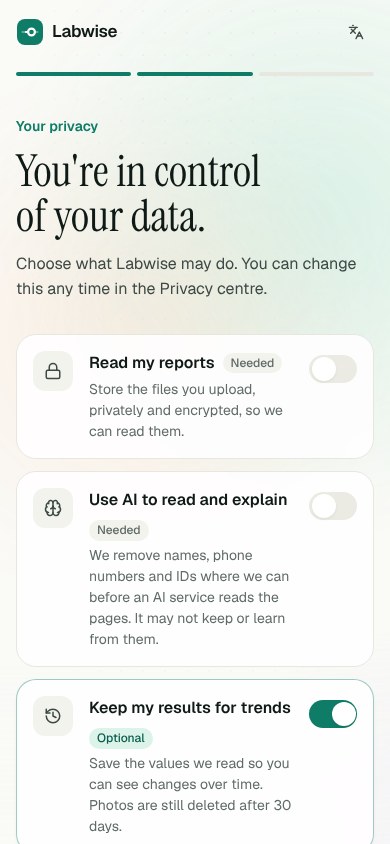 Labwise
Your privacy
You're in control
of your data.
Choose what Labwise may do. You can change
this any time in the Privacy centre.
Read my reports Needed
Store the files you upload,
privately and encrypted, so we
can read them.
Use AI to read and explain
Needed
We remove names, phone
numbers and IDs where we can
before an AI service reads the
pages. It may not keep or learn
from them.
Keep my results for trends
Optional
Save the values we read so you
can see changes over time.
Photos are still deleted after 30
days.